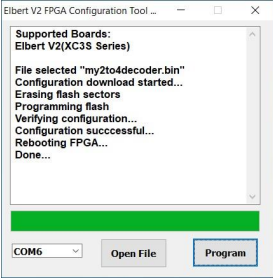 Elbert V2 FPGA Configuration Tool ...
Supported Boards:
Elbert V2(XC3S Series)
File selected "my2to4decoder.bin"
Configuration download started...
Erasing flash sectors
Programming flash
Verifying configuration...
Configuration succcessful...
Rebooting FPGA...
Done...
COM6
Open File
Program